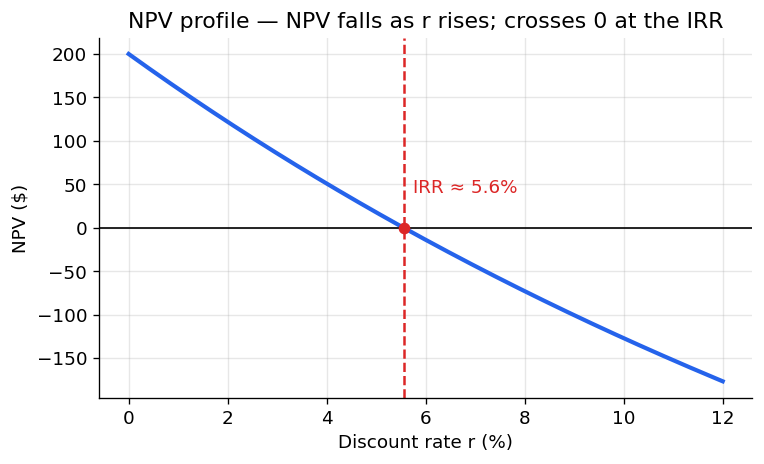 NPV profile — NPV falls as r rises; crosses 0 at the IRR
NPV ($)
200
150
100
50
0
−50
−100
−150
IRR ≈ 5.6%
0 2 4 6 8 10 12
Discount rate r (%)